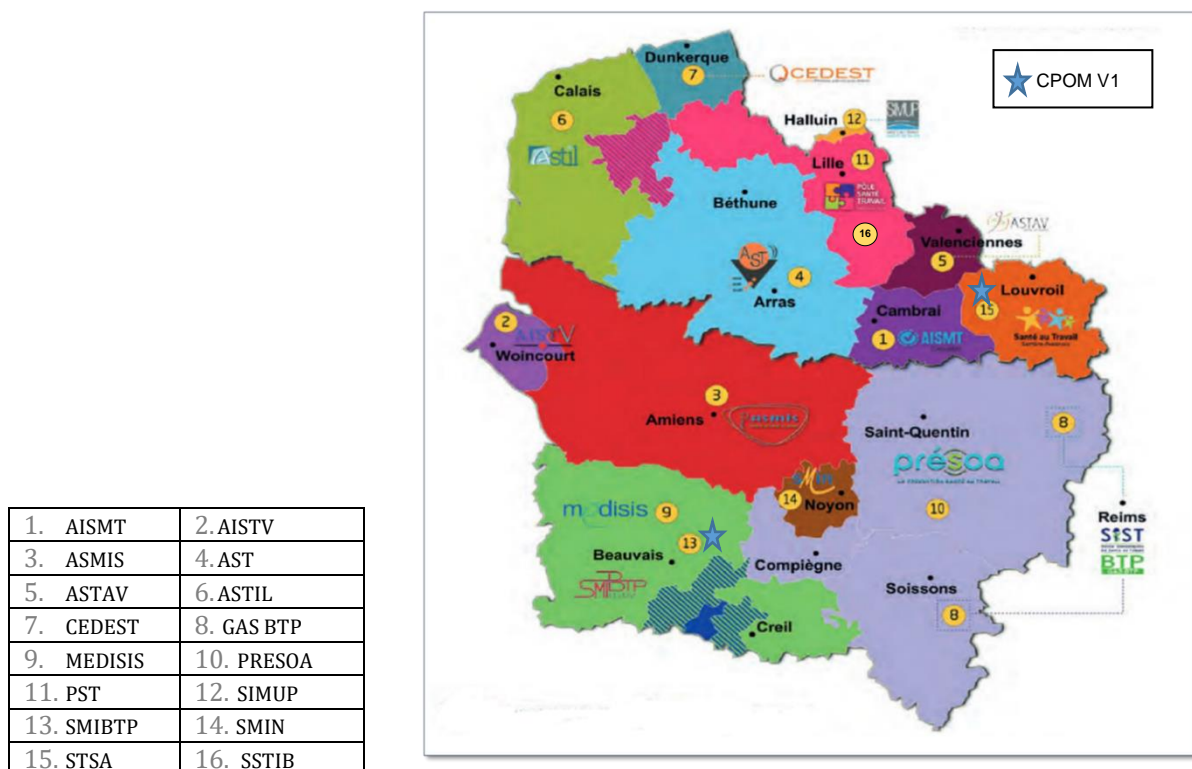 CPOM V1
Dunkerque
7
CEDEST
Calais
6
Astil
Halluin
12
SIMUP
Lille
11
PÔLE
SANTÉ
TRAVAIL
Béthune
16
ASTAV
Valenciennes
5
AST
4
Arras
Louvroil
15
Santé au Travail
Cambrai
1
AISMT
2
AISTV
Woincourt
3
Amiens
asmis
Saint-Quentin
8
présoa
14
Noyon
10
medisis
9
13
Beauvais
Compiègne
Reims
SIST
BTP
SMIBTP
Soissons
8
Creil
1. AISMT 2. AISTV
3. ASMIS 4. AST
5. ASTAV 6. ASTIL
7. CEDEST 8. GAS BTP
9. MEDISIS 10. PRESOA
11. PST 12. SIMUP
13. SMIBTP 14. SMIN
15. STSA 16. SSTIB